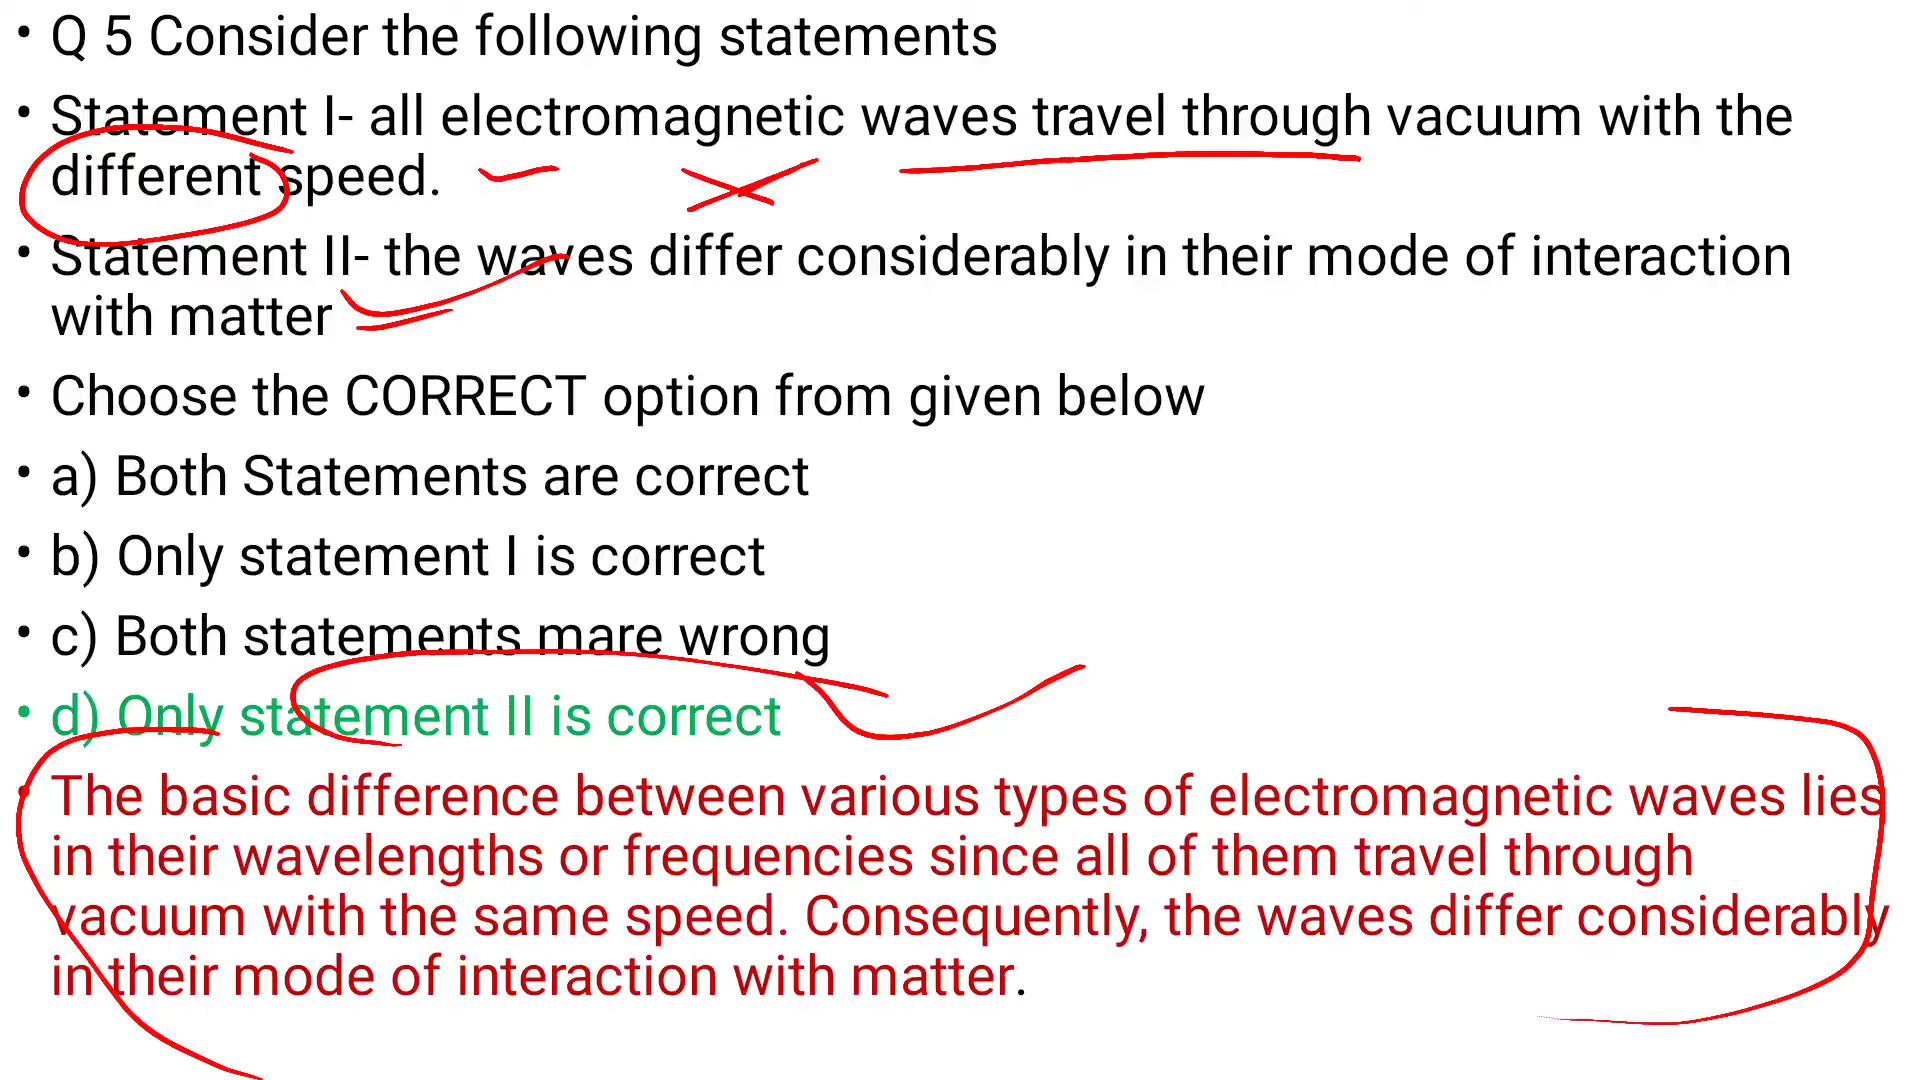 • Q 5 Consider the following statements
• Statement I- all electromagnetic waves travel through vacuum with the
different speed.
• Statement II- the waves differ considerably in their mode of interaction
with matter
• Choose the CORRECT option from given below
• a) Both Statements are correct
• b) Only statement I is correct
• c) Both statements mare wrong
• d) Only statement II is correct
• The basic difference between various types of electromagnetic waves lies
in their wavelengths or frequencies since all of them travel through
vacuum with the same speed. Consequently, the waves differ considerably
in their mode of interaction with matter.